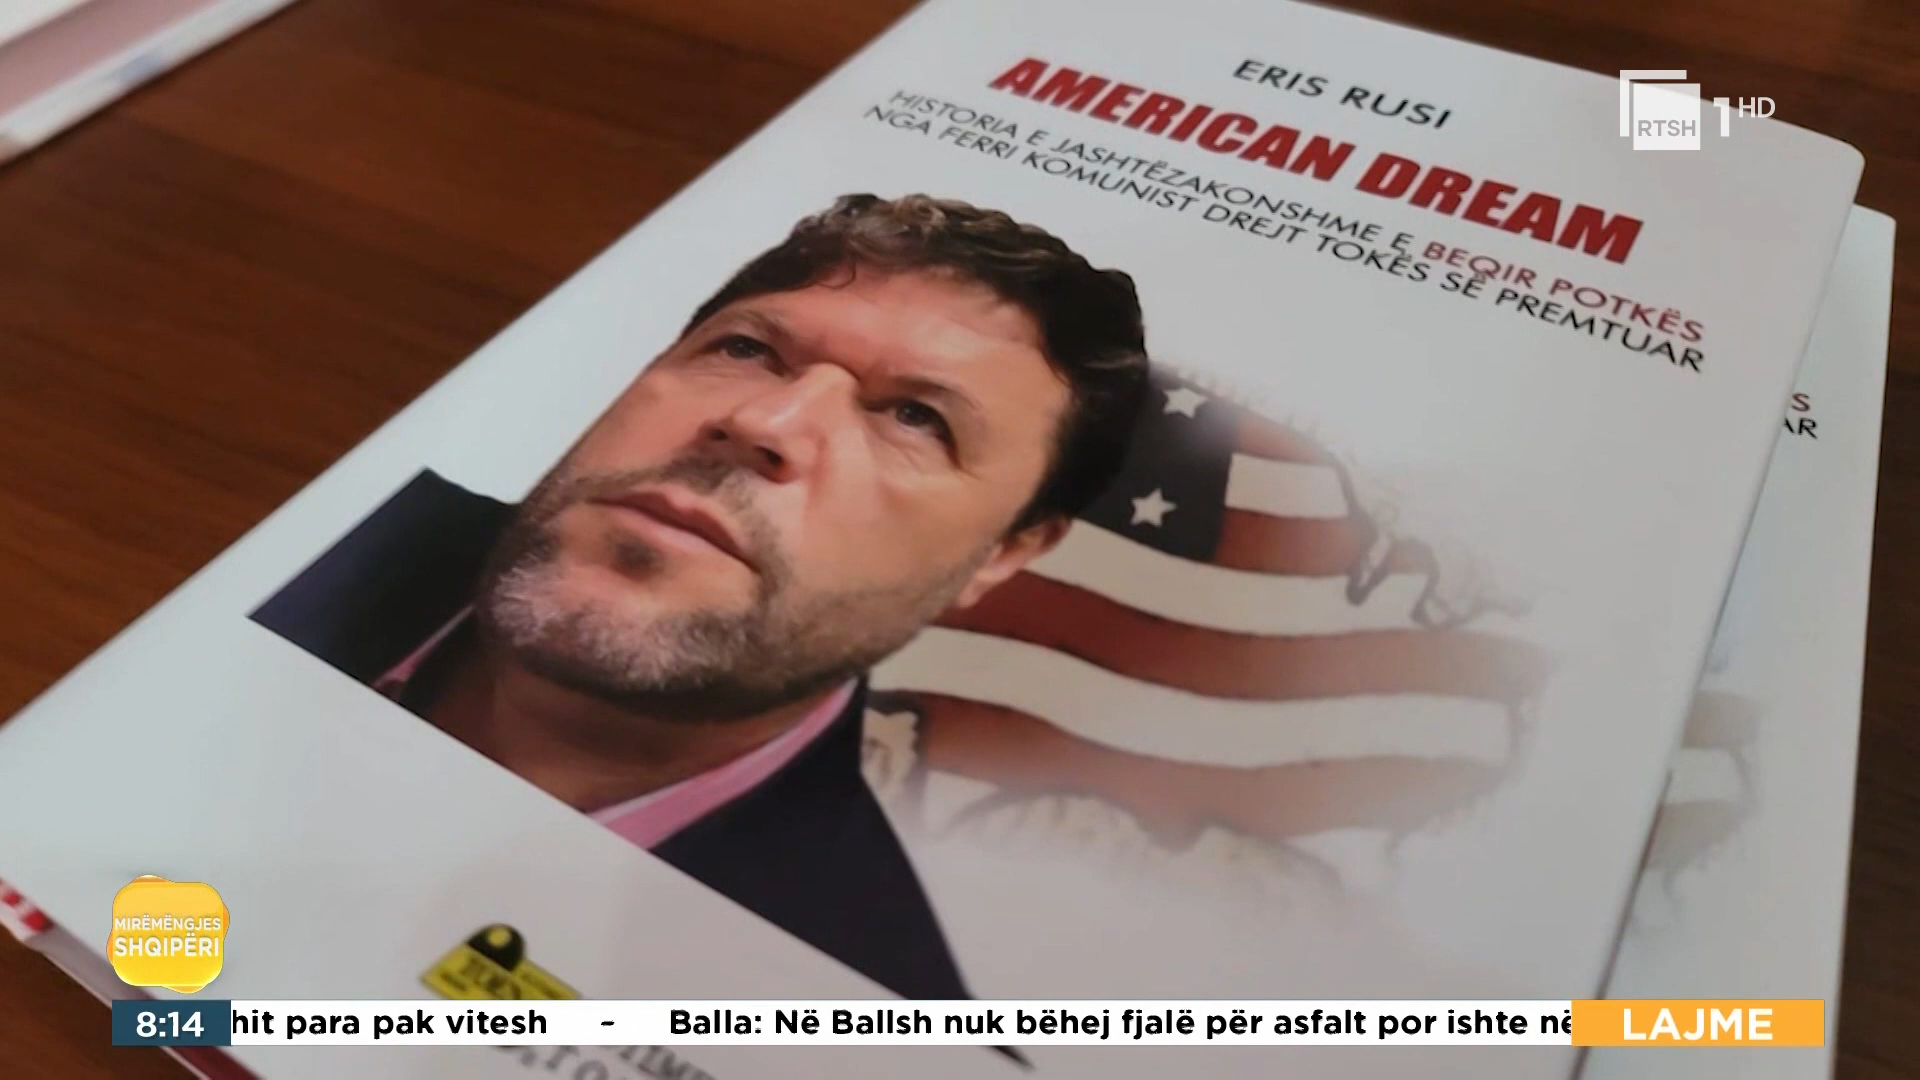 ERIS RUSI
AMERICAN DREAM
HISTORIA E JASHTËZAKONSHME E BEQIR POTKËS
NGA FERRI KOMUNIST DREJT TOKËS SË PREMTUAR
RTSH 1 HD
S
AR
MIRËMËNGJES
SHQIPËRI
8:14 hit para pak vitesh - Balla: Në Ballsh nuk bëhej fjalë për asfalt por ishte në LAJME